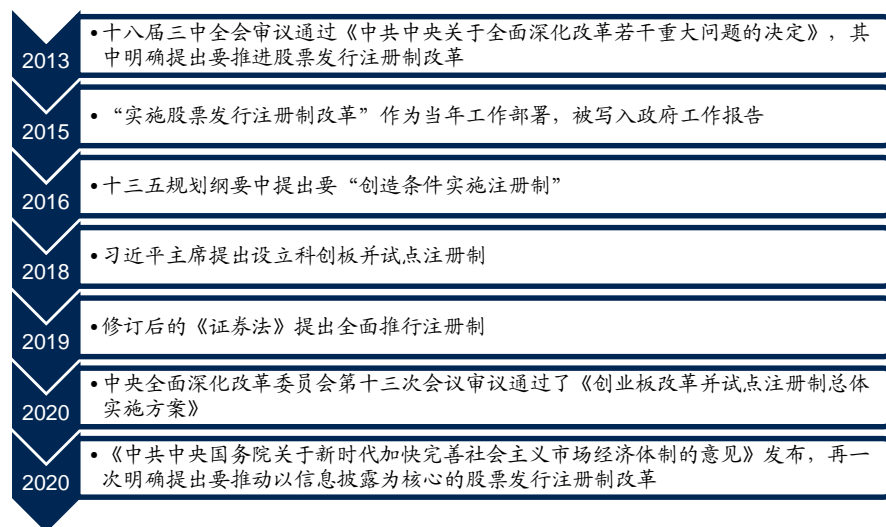 2013
•十八届三中全会审议通过《中共中央关于全面深化改革若干重大问题的决定》，其
中明确提出要推进股票发行注册制改革
2015
•“实施股票发行注册制改革”作为当年工作部署，被写入政府工作报告
2016
•十三五规划纲要中提出要“创造条件实施注册制”
2018
•习近平主席提出设立科创板并试点注册制
2019
•修订后的《证券法》提出全面推行注册制
2020
•中央全面深化改革委员会第十三次会议审议通过了《创业板改革并试点注册制总体
实施方案》
2020
•《中共中央国务院关于新时代加快完善社会主义市场经济体制的意见》发布，再一
次明确提出要推动以信息披露为核心的股票发行注册制改革